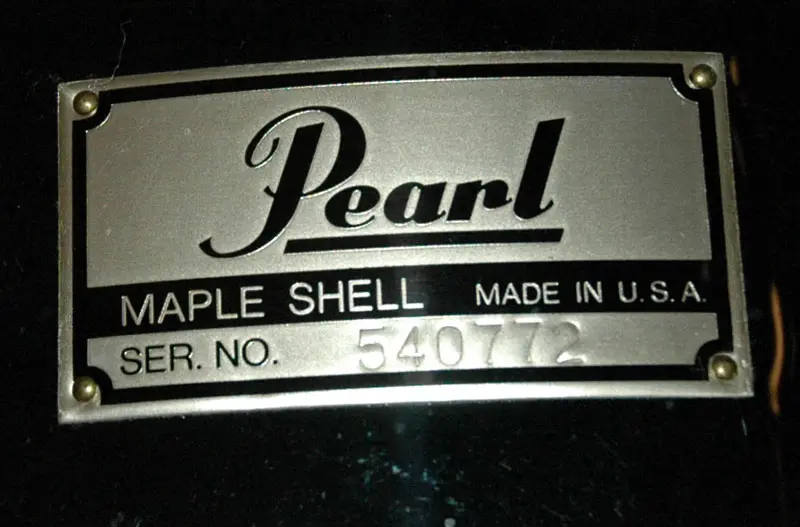 Pearl
MAPLE SHELL MADE IN U.S.A.
SER. NO. 540772